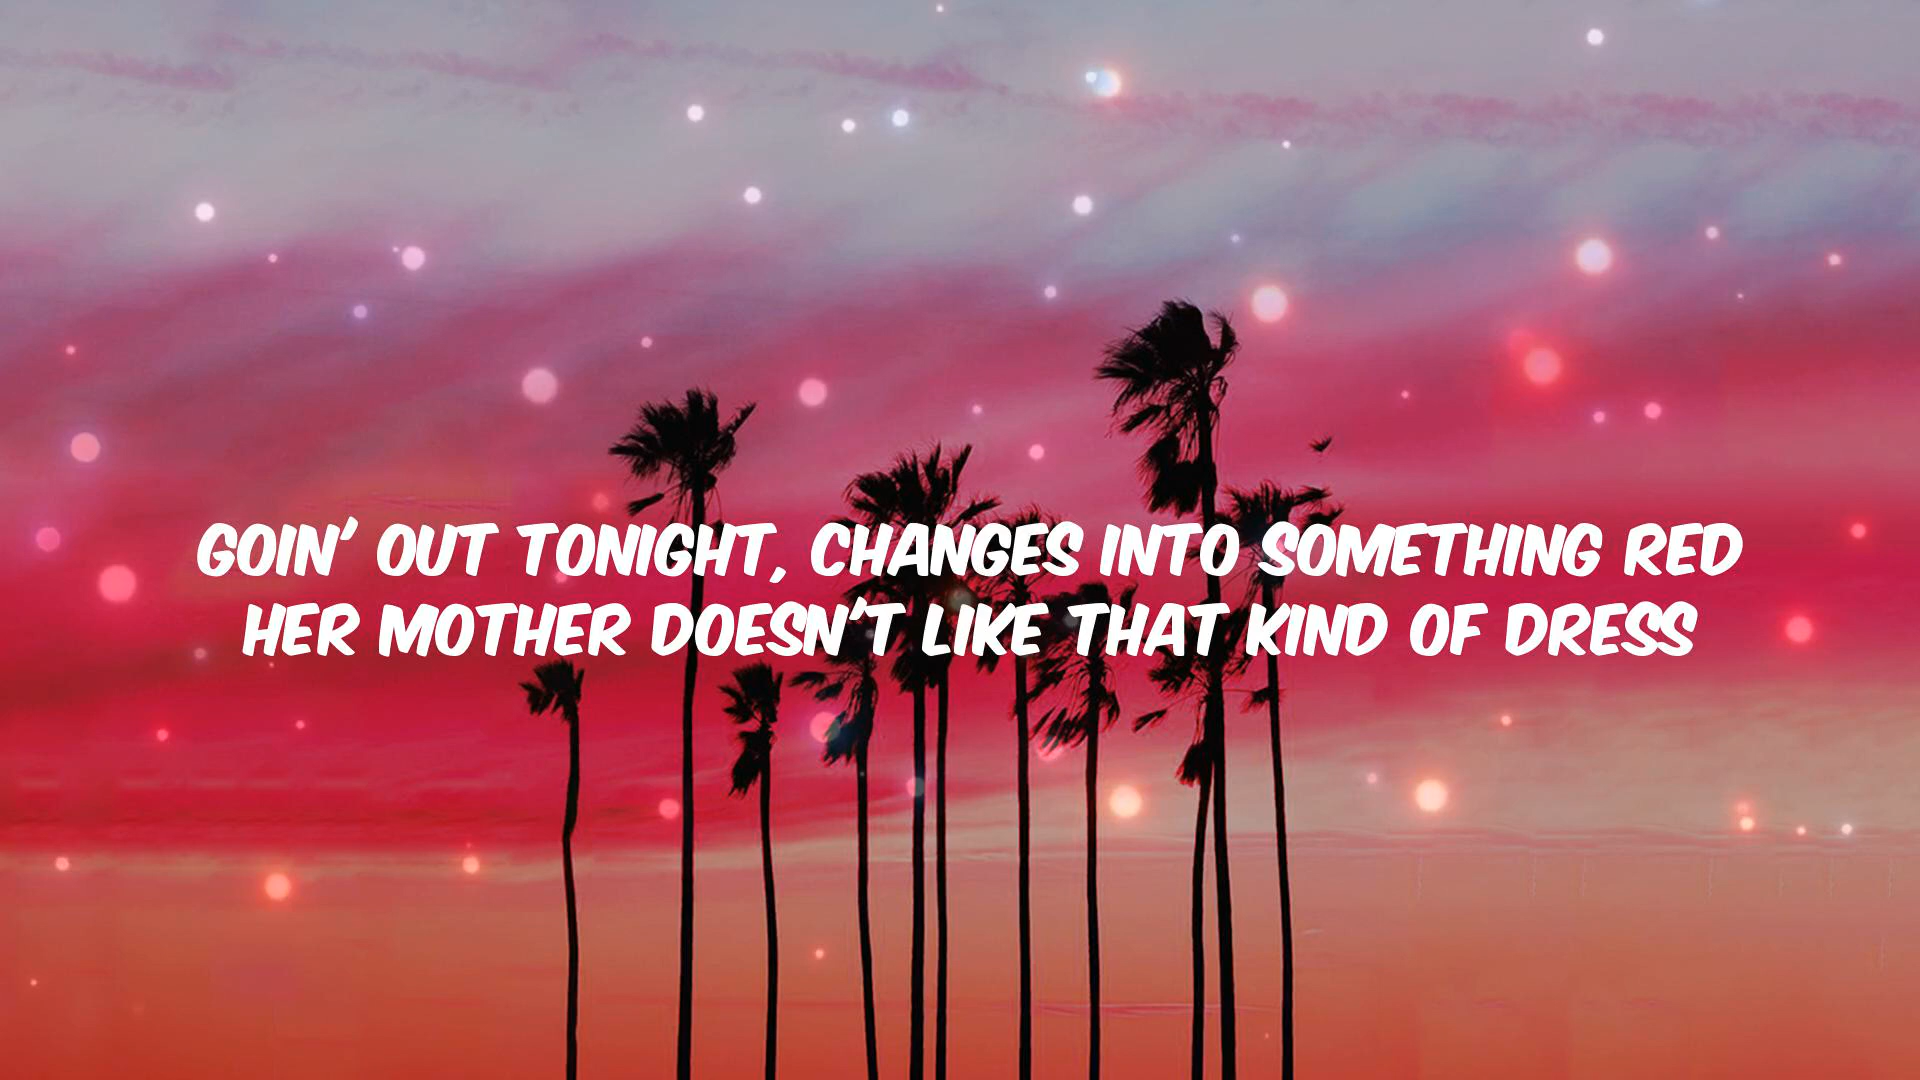 GOIN' OUT TONIGHT, CHANGES INTO SOMETHING RED
HER MOTHER DOESN'T LIKE THAT KIND OF DRESS